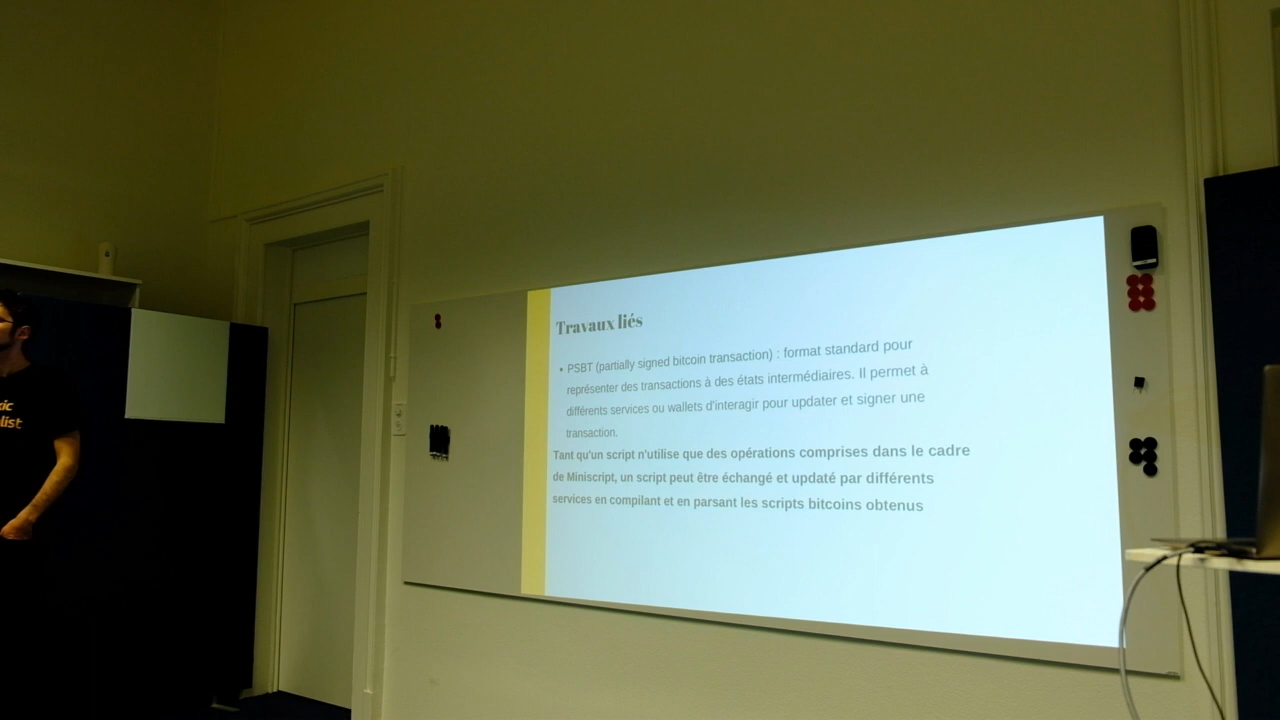 Travaux liés
• PSBT (partially signed bitcoin transaction) : format standard pour
représenter des transactions à des états intermédiaires. Il permet à
différents services ou wallets d'interagir pour updater et signer une
transaction.
Tant qu'un script n'utilise que des opérations comprises dans le cadre
de Miniscript, un script peut être échangé et updaté par différents
services en compilant et en parsant les scripts bitcoins obtenus